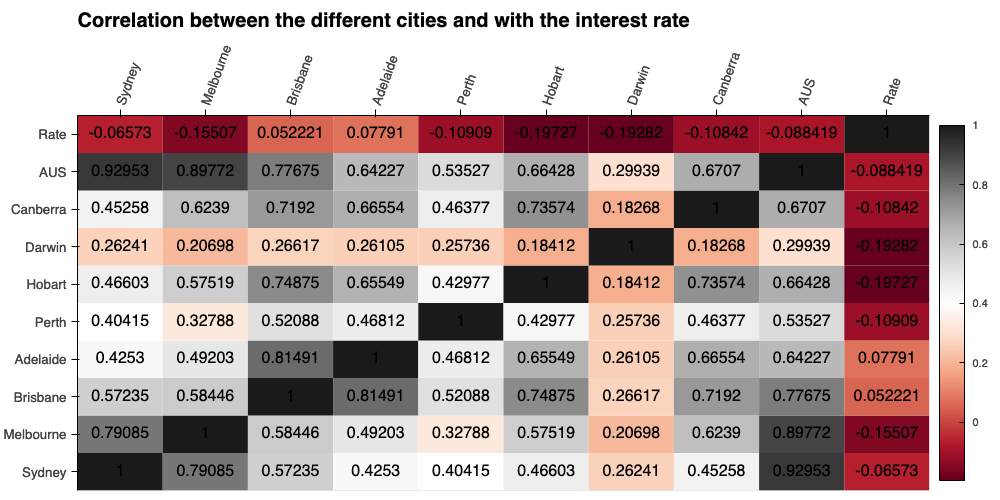 Correlation between the different cities and with the interest rate
Sydney Melbourne Brisbane Adelaide Perth Hobart Darwin Canberra AUS Rate
Rate -0.06573 -0.15507 0.052221 0.07791 -0.10909 -0.19727 -0.19282 -0.10842 -0.088419 1
AUS 0.92953 0.89772 0.77675 0.64227 0.53527 0.66428 0.29939 0.6707 1 -0.088419
Canberra 0.45258 0.6239 0.7192 0.66554 0.46377 0.73574 0.18268 1 0.6707 -0.10842
Darwin 0.26241 0.20698 0.26617 0.26105 0.25736 0.18412 1 0.18268 0.29939 -0.19282
Hobart 0.46603 0.57519 0.74875 0.65549 0.42977 1 0.18412 0.73574 0.66428 -0.19727
Perth 0.40415 0.32788 0.52088 0.46812 1 0.42977 0.25736 0.46377 0.53527 -0.10909
Adelaide 0.4253 0.49203 0.81491 1 0.46812 0.65549 0.26105 0.66554 0.64227 0.07791
Brisbane 0.57235 0.58446 1 0.81491 0.52088 0.74875 0.26617 0.7192 0.77675 0.052221
Melbourne 0.79085 1 0.58446 0.49203 0.32788 0.57519 0.20698 0.6239 0.89772 -0.15507
Sydney 1 0.79085 0.57235 0.4253 0.40415 0.46603 0.26241 0.45258 0.92953 -0.06573
1
0.8
0.6
0.4
0.2
0